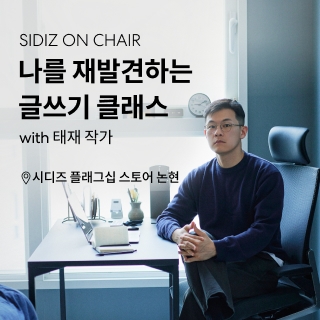 SIDIZ ON CHAIR
나를 재발견하는
글쓰기 클래스
with 태재 작가
시디즈 플래그십 스토어 논현